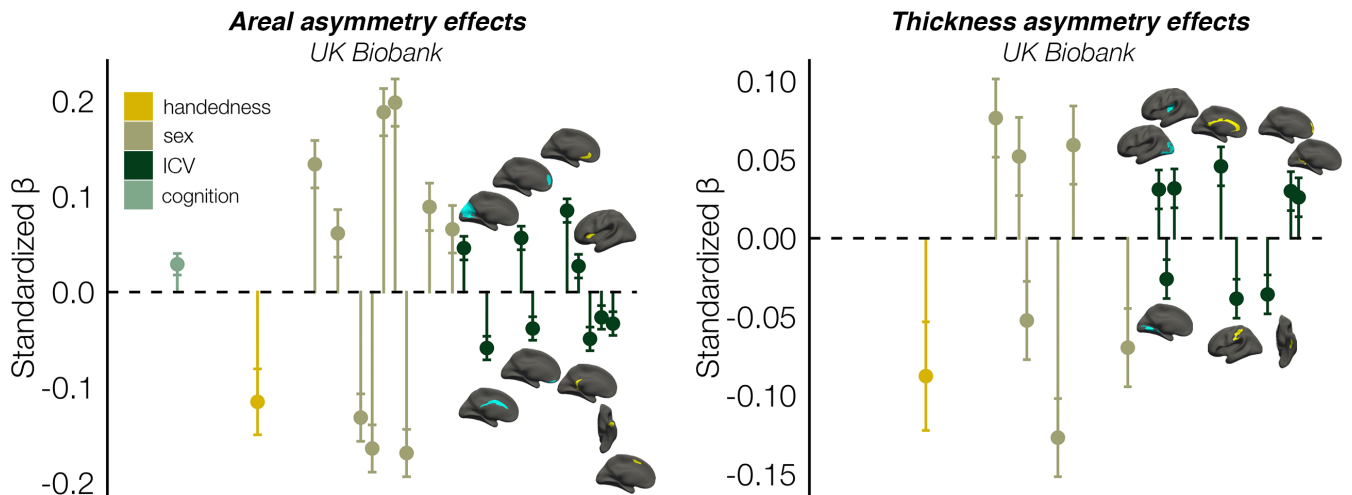 Areal asymmetry effects
UK Biobank
Standardized β
0.2
0.1
0.0
-0.1
-0.2
handedness
sex
ICV
cognition
Thickness asymmetry effects
UK Biobank
Standardized β
0.10
0.05
0.00
-0.05
-0.10
-0.15